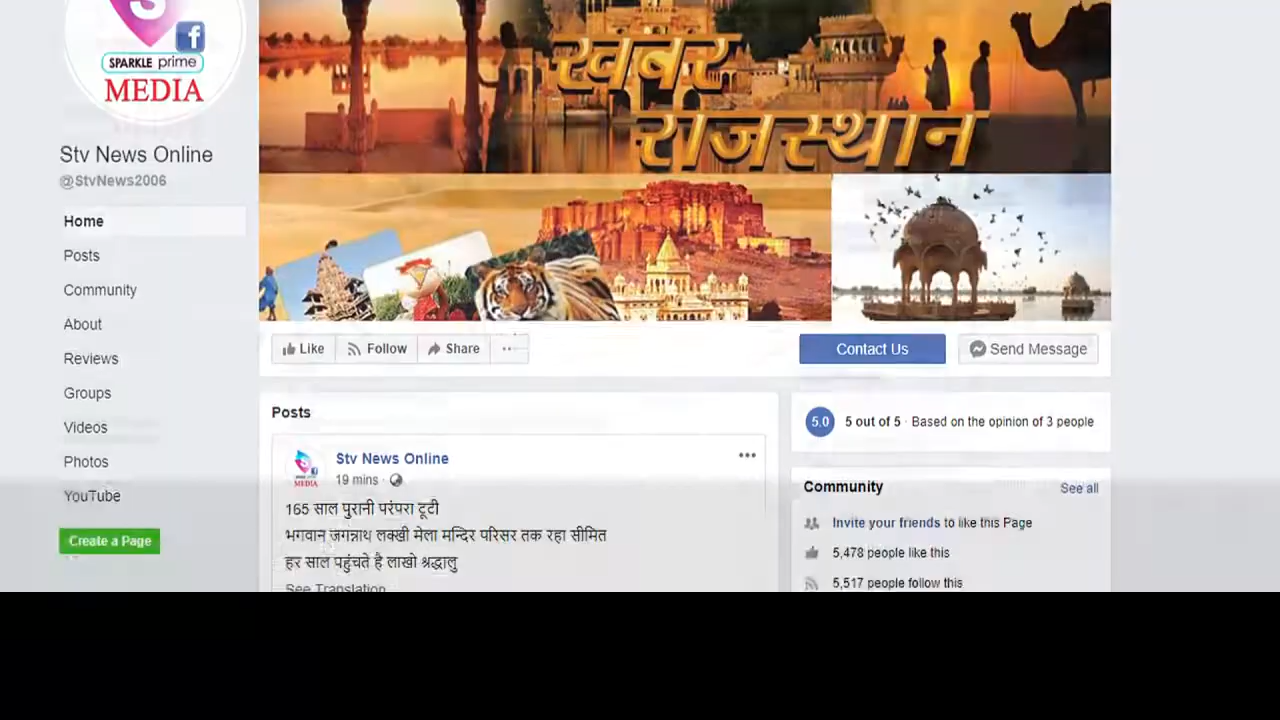 S
f
SPARKLE prime
MEDIA
खबर
राजस्थान
Stv News Online
@StvNews2006
Home
Posts
Community
About
Reviews
Groups
Videos
Photos
YouTube
Create a Page
Like Follow Share ...
Contact Us
Send Message
Posts
Stv News Online
MEDIA
19 mins ·
165 साल पुरानी परंपरा टूटी
भगवान् जगन्नाथ लक्खी मेला मन्दिर परिसर तक रहा सीमित
हर साल पहुंचते है लाखो श्रद्धालु
See Translation
5.0 5 out of 5 · Based on the opinion of 3 people
Community See all
Invite your friends to like this Page
5,478 people like this
5,517 people follow this